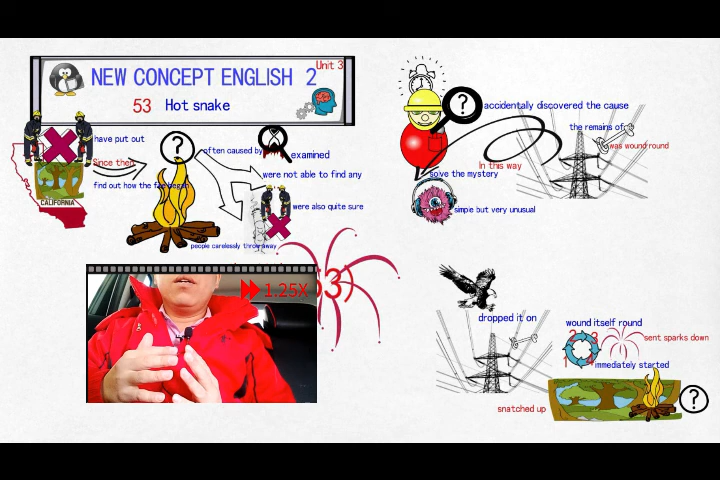 Unit 3
NEW CONCEPT ENGLISH 2
53 Hot snake
have put out
Since then
find out how the fire began
CALIFORNIA
often caused by
examined
were not able to find any
were also quite sure
people carelessly throw away
3)
1.25X
accidentally discovered the cause
the remains of
was wound round
In this way
solve the mystery
simple but very unusual
dropped it on
wound itself round
sent sparks down
immediately started
snatched up